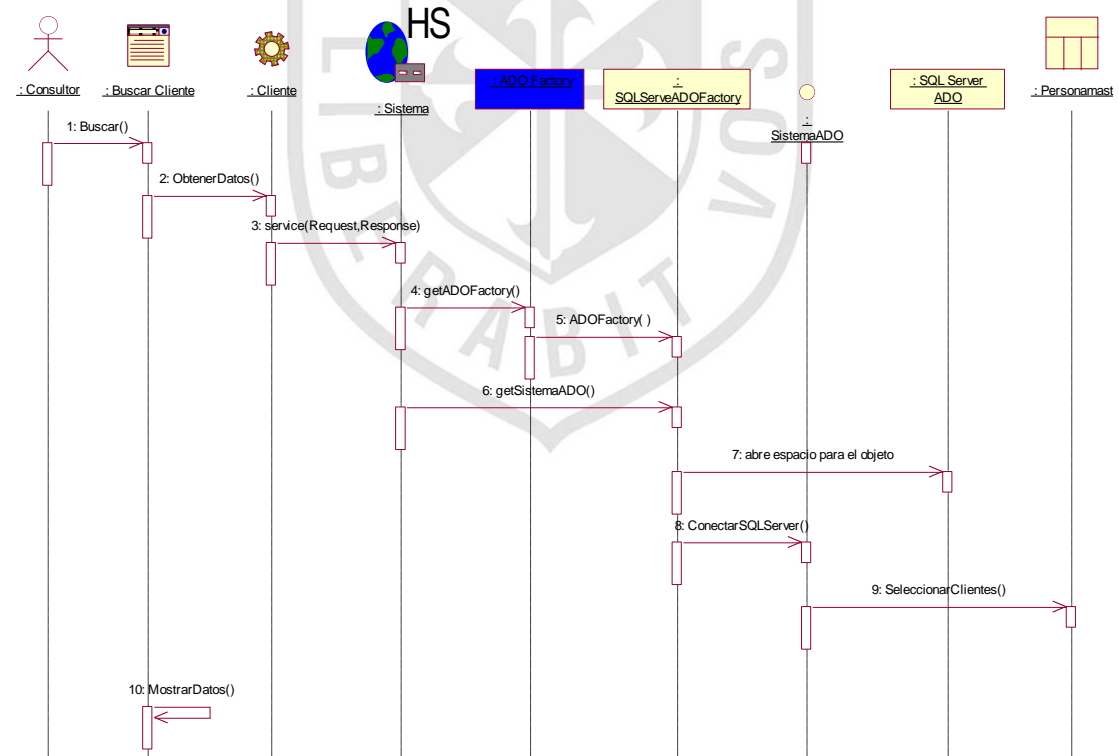 HS
: Consultor
: Buscar Cliente
: Cliente
: Sistema
: ADO Factory
:
SQLServeADOFactory
:
SistemaADO
: SQL Server
ADO
: Personamast
1: Buscar()
2: ObtenerDatos()
3: service(Request,Response)
4: getADOFactory()
5: ADOFactory( )
6: getSistemaADO()
7: abre espacio para el objeto
8: ConectarSQLServer()
9: SeleccionarClientes()
10: MostrarDatos()
LIBERABIT
VOS